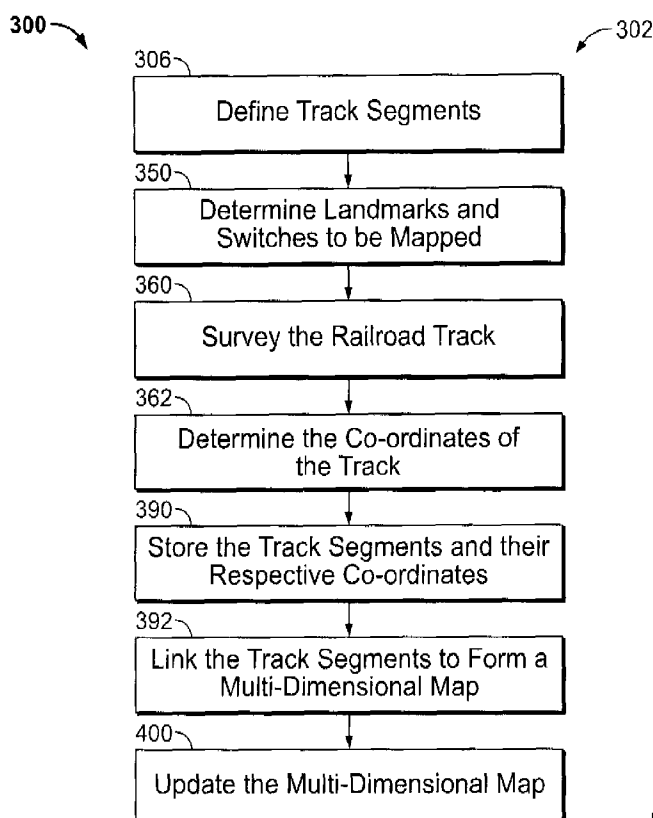 300
302
306
Define Track Segments
350
Determine Landmarks and
Switches to be Mapped
360
Survey the Railroad Track
362
Determine the Co-ordinates of
the Track
390
Store the Track Segments and their
Respective Co-ordinates
392
Link the Track Segments to Form a
Multi-Dimensional Map
400
Update the Multi-Dimensional Map